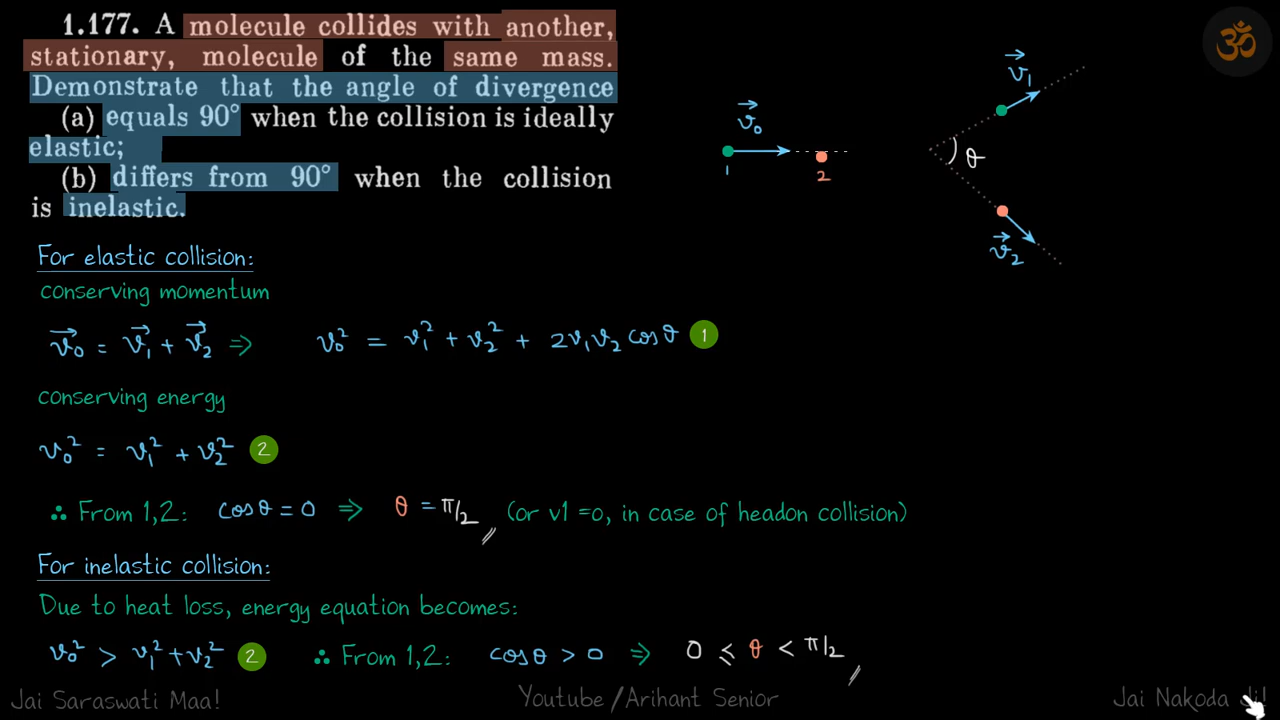 1.177. A molecule collides with another,
stationary, molecule of the same mass.
Demonstrate that the angle of divergence
(a) equals 90° when the collision is ideally
elastic;
(b) differs from 90° when the collision
is inelastic.
ॐ
v⃗₀
1
2
v⃗₁
θ
v⃗₂
For elastic collision:
conserving momentum
v⃗₀ = v⃗₁ + v⃗₂ ⇒ v₀² = v₁² + v₂² + 2v₁v₂ cosθ 1
conserving energy
v₀² = v₁² + v₂² 2
∴ From 1,2: cosθ = 0 ⇒ θ = π/2 (or v1 =0, in case of headon collision)
For inelastic collision:
Due to heat loss, energy equation becomes:
v₀² > v₁² + v₂² 2 ∴ From 1,2: cosθ > 0 ⇒ 0 ≤ θ < π/2
Jai Saraswati Maa! Youtube/Arihant Senior Jai Nakoda Ji!